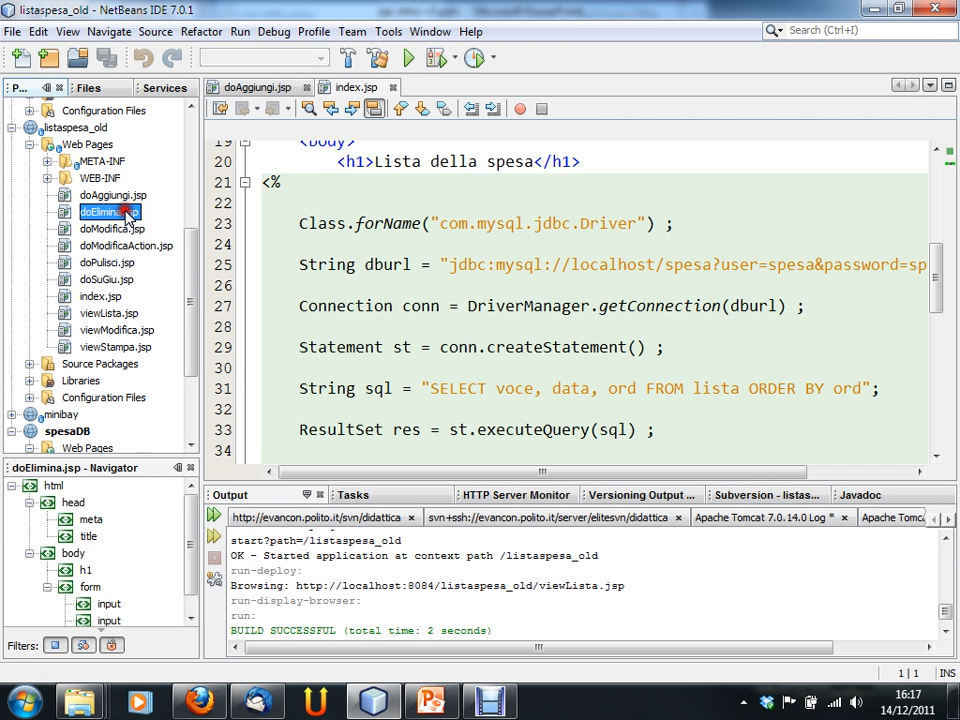 listaspesa_old - NetBeans IDE 7.0.1
File Edit View Navigate Source Refactor Run Debug Profile Team Tools Window Help
Search (Ctrl+I)
P... Files Services
doAggiungi.jsp index.jsp
Configuration Files
listaspesa_old
Web Pages
META-INF
WEB-INF
doAggiungi.jsp
doElimina.jsp
doModifica.jsp
doModificaAction.jsp
doPulisci.jsp
doSuGiu.jsp
index.jsp
viewLista.jsp
viewModifica.jsp
viewStampa.jsp
Source Packages
Libraries
Configuration Files
minibay
spesaDB
Web Pages
19 <body>
20 <h1>Lista della spesa</h1>
21 <%
22
23 Class.forName("com.mysql.jdbc.Driver") ;
24
25 String dburl = "jdbc:mysql://localhost/spesa?user=spesa&password=sp
26
27 Connection conn = DriverManager.getConnection(dburl) ;
28
29 Statement st = conn.createStatement() ;
30
31 String sql = "SELECT voce, data, ord FROM lista ORDER BY ord";
32
33 ResultSet res = st.executeQuery(sql) ;
34
doElimina.jsp - Navigator
html
head
meta
title
body
h1
form
input
input
Filters:
Output Tasks HTTP Server Monitor Versioning Output ... Subversion - listas... Javadoc
http://evancon.polito.it/svn/didattica svn+ssh://evancon.polito.it/server/elitesvn/didattica Apache Tomcat 7.0.14.0 Log * Apache Tomc
start?path=/listaspesa_old
OK - Started application at context path /listaspesa_old
run-deploy:
Browsing: http://localhost:8084/listaspesa_old/viewLista.jsp
run-display-browser:
run:
BUILD SUCCESSFUL (total time: 2 seconds)
1 | 1 INS
16:17
14/12/2011